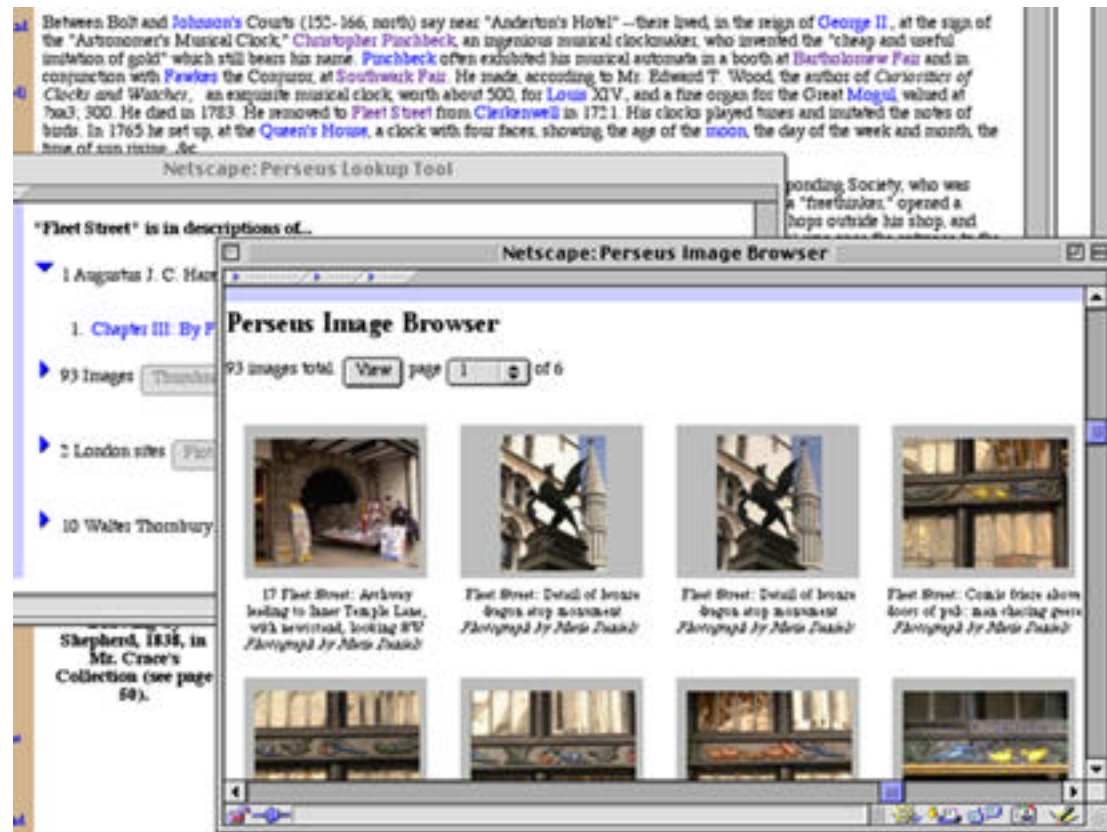 Between Bolt and Johnson's Courts (152-166, north) say near "Anderton's Hotel" --there lived, in the reign of George II., at the sign of
the "Astronomer's Musical Clock," Christopher Pinchbeck, an ingenious musical clockmaker, who invented the "cheap and useful
imitation of gold" which still bears his name. Pinchbeck often exhibited his musical automata in a booth at Bartholomew Fair and in
conjunction with Fawkes the Conjuror, at Southwark Fair. He made, according to Mr. Edward T. Wood, the author of Curiosities of
Clocks and Watches, an exquisite musical clock, worth about 500, for Louis XIV., and a fine organ for the Great Mogul, valued at
300. He died in 1783. He removed to Fleet Street from Clerkenwell in 1721. His clocks played tunes and imitated the notes of
birds. In 1765 he set up, at the Queen's House, a clock with four faces, showing the age of the moon, the day of the week and month, the
time of sun rising, &c.
Netscape: Perseus Lookup Tool
ponding Society, who was
a "freethinker," opened a
hops outside his shop, and
"Fleet Street" is in descriptions of...
Netscape: Perseus Image Browser
1 Augustus J. C. Hare
1. Chapter III: By F
Perseus Image Browser
93 images total. View page 1 of 6
93 Images
2 London sites
10 Walter Thornbury,
17 Fleet Street: Archway
leading to Inner Temple Lane,
with newsstand, looking SW
Photograph by Maria Daniels
Fleet Street: Detail of bronze
dragon atop monument
Photograph by Maria Daniels
Fleet Street: Detail of bronze
dragon atop monument
Photograph by Maria Daniels
Fleet Street: Comic frieze above
doors of pub: man chasing geese
Photograph by Maria Daniels
Shepherd, 1838, in
Mr. Crace's
Collection (see page
50).